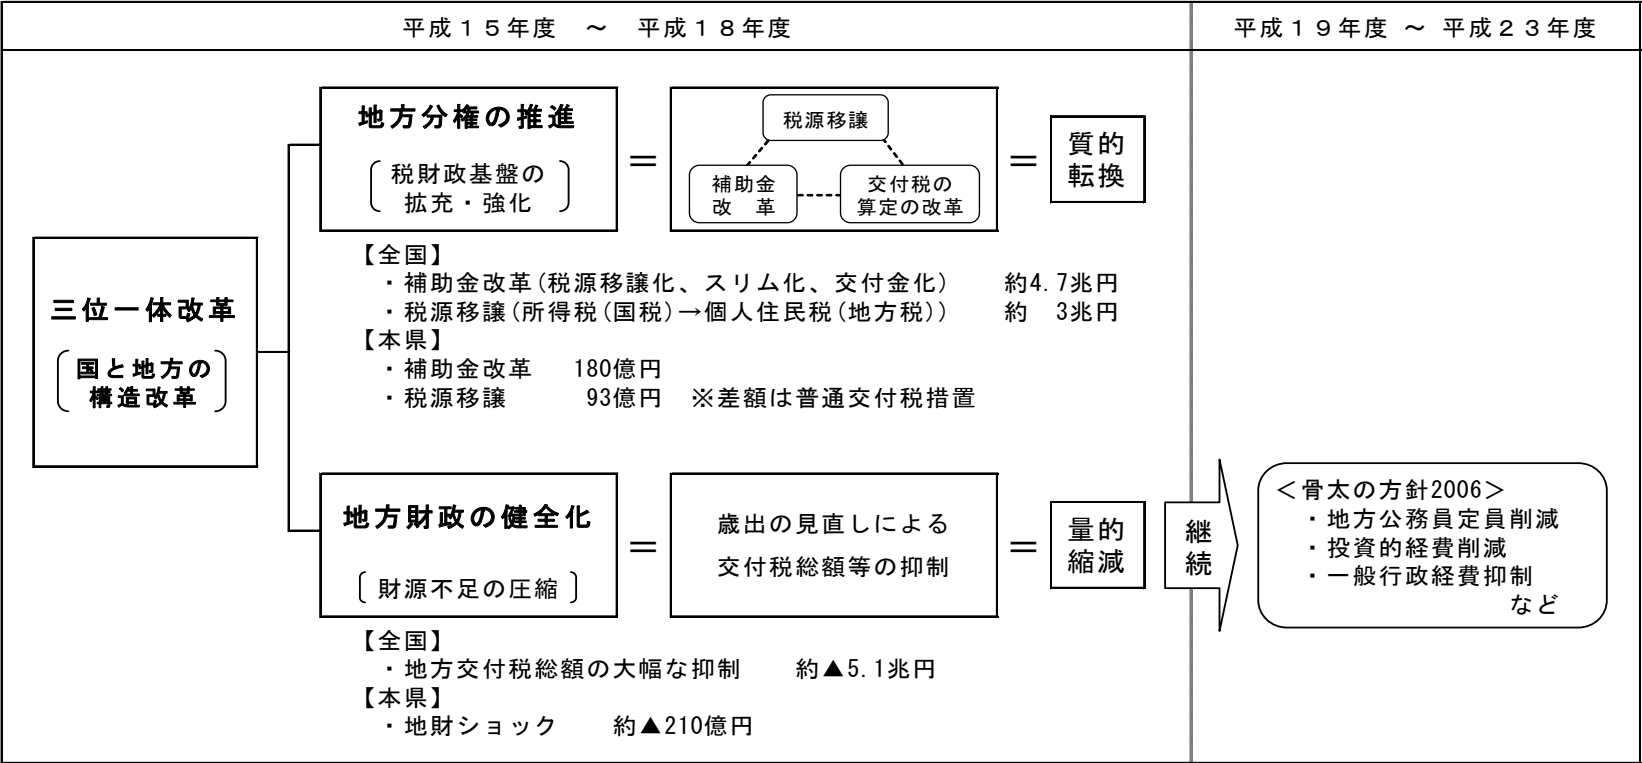 平成１５年度　～　平成１８年度
平成１９年度 ～ 平成２３年度
三位一体改革
国と地方の
構造改革
地方分権の推進
税財政基盤の
拡充・強化
＝
税源移譲
補助金
改　革
交付税の
算定の改革
＝
質的
転換
【全国】
・補助金改革(税源移譲化、スリム化、交付金化)　　約4.7兆円
・税源移譲(所得税(国税)→個人住民税(地方税))　　約　3兆円
【本県】
・補助金改革　　180億円
・税源移譲　　　93億円　※差額は普通交付税措置
地方財政の健全化
財源不足の圧縮
＝
歳出の見直しによる
交付税総額等の抑制
＝
量的
縮減
継
続
＜骨太の方針2006＞
・地方公務員定員削減
・投資的経費削減
・一般行政経費抑制
など
【全国】
・地方交付税総額の大幅な抑制　　約▲5.1兆円
【本県】
・地財ショック　　約▲210億円